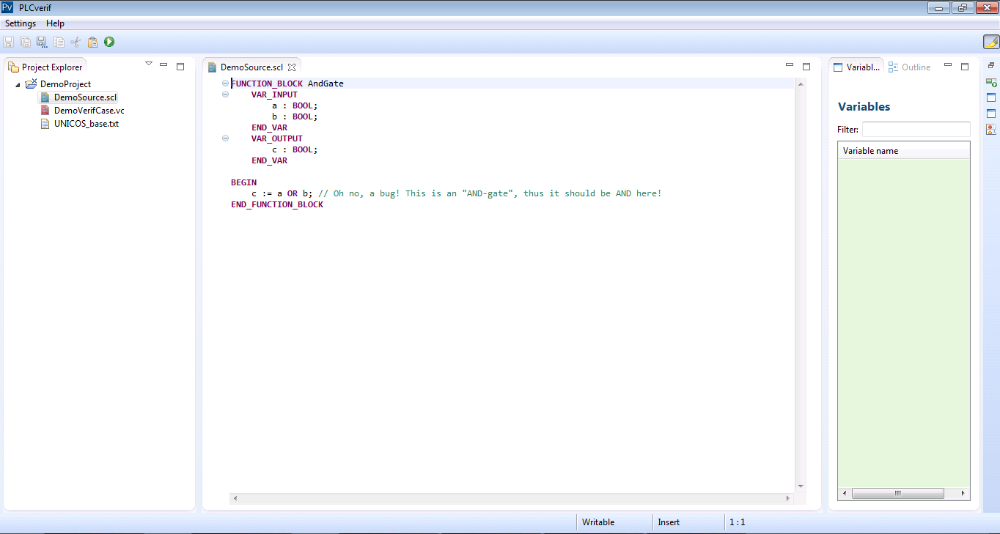 Pv PLCverif
Settings Help
Project Explorer
DemoProject
DemoSource.scl
DemoVerifCase.vc
UNICOS_base.txt
DemoSource.scl
FUNCTION_BLOCK AndGate
VAR_INPUT
a : BOOL;
b : BOOL;
END_VAR
VAR_OUTPUT
c : BOOL;
END_VAR
BEGIN
c := a OR b; // Oh no, a bug! This is an "AND-gate", thus it should be AND here!
END_FUNCTION_BLOCK
Variabl... Outline
Variables
Filter:
Variable name
Writable Insert 1 : 1